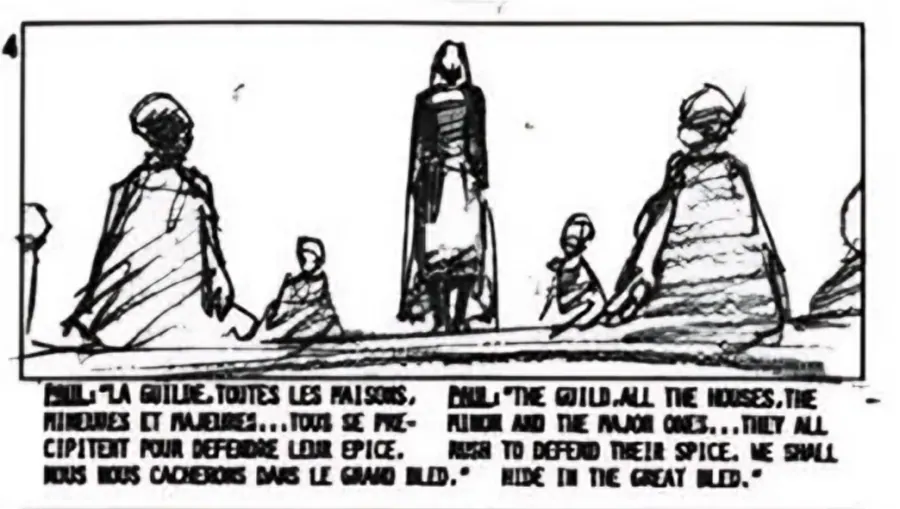 4
PAUL: "LA GUILDE, TOUTES LES MAISONS,
MINEURES ET MAJEURES...TOUS SE PRÉ-
CIPITENT POUR DEFENDRE LEUR EPICE.
NOUS NOUS CACHERONS DANS LE GRAND BLED."
PAUL: "THE GUILD, ALL THE HOUSES, THE
MINOR AND THE MAJOR ONES...THEY ALL
RUSH TO DEFEND THEIR SPICE. WE SHALL
HIDE IN THE GREAT BLED."